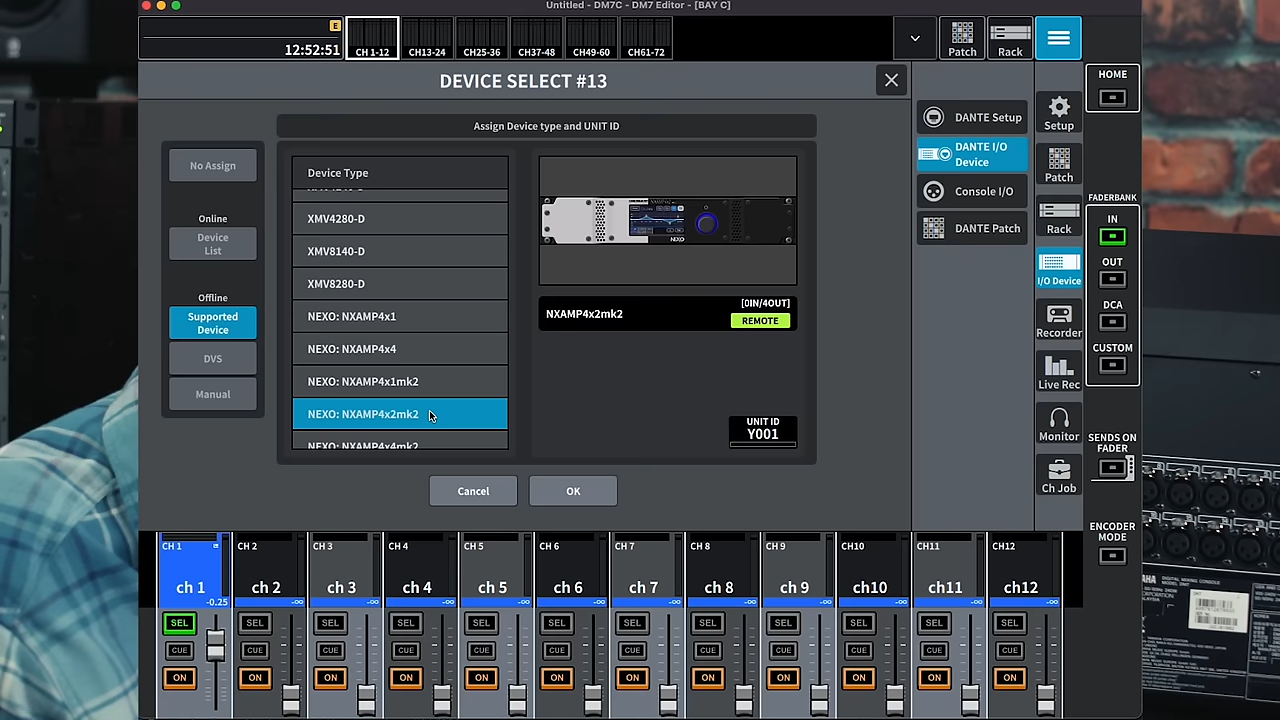 Untitled - DM7C - DM7 Editor - [BAY C]
E
12:52:51
CH 1-12
CH13-24
CH25-36
CH37-48
CH49-60
CH61-72
Patch
Rack
DEVICE SELECT #13
HOME
Assign Device type and UNIT ID
DANTE Setup
Setup
No Assign
Device Type
DANTE I/O
Device
Patch
Online
XMV4280-D
Console I/O
FADERBANK
Device
List
XMV8140-D
NEXO
DANTE Patch
Rack
IN
XMV8280-D
OUT
I/O Device
Offline
Supported
Device
NEXO: NXAMP4x1
[0IN/4OUT]
NXAMP4x2mk2
REMOTE
DCA
Recorder
DVS
NEXO: NXAMP4x4
CUSTOM
Manual
NEXO: NXAMP4x1mk2
Live Rec
NEXO: NXAMP4x2mk2
UNIT ID
Y001
Monitor
NEXO: NXAMP4x4mk2
SENDS ON
FADER
Cancel
OK
Ch Job
ENCODER
MODE
CH 1
CH 2
CH 3
CH 4
CH 5
CH 6
CH 7
CH 8
CH 9
CH10
CH11
CH12
ch 1
ch 2
ch 3
ch 4
ch 5
ch 6
ch 7
ch 8
ch 9
ch10
ch11
ch12
-0.25
-∞
-∞
-∞
-∞
-∞
-∞
-∞
-∞
-∞
-∞
-∞
SEL
SEL
SEL
SEL
SEL
SEL
SEL
SEL
SEL
SEL
SEL
SEL
CUE
CUE
CUE
CUE
CUE
CUE
CUE
CUE
CUE
CUE
CUE
CUE
ON
ON
ON
ON
ON
ON
ON
ON
ON
ON
ON
ON
DIGITAL MIXING CONSOLE